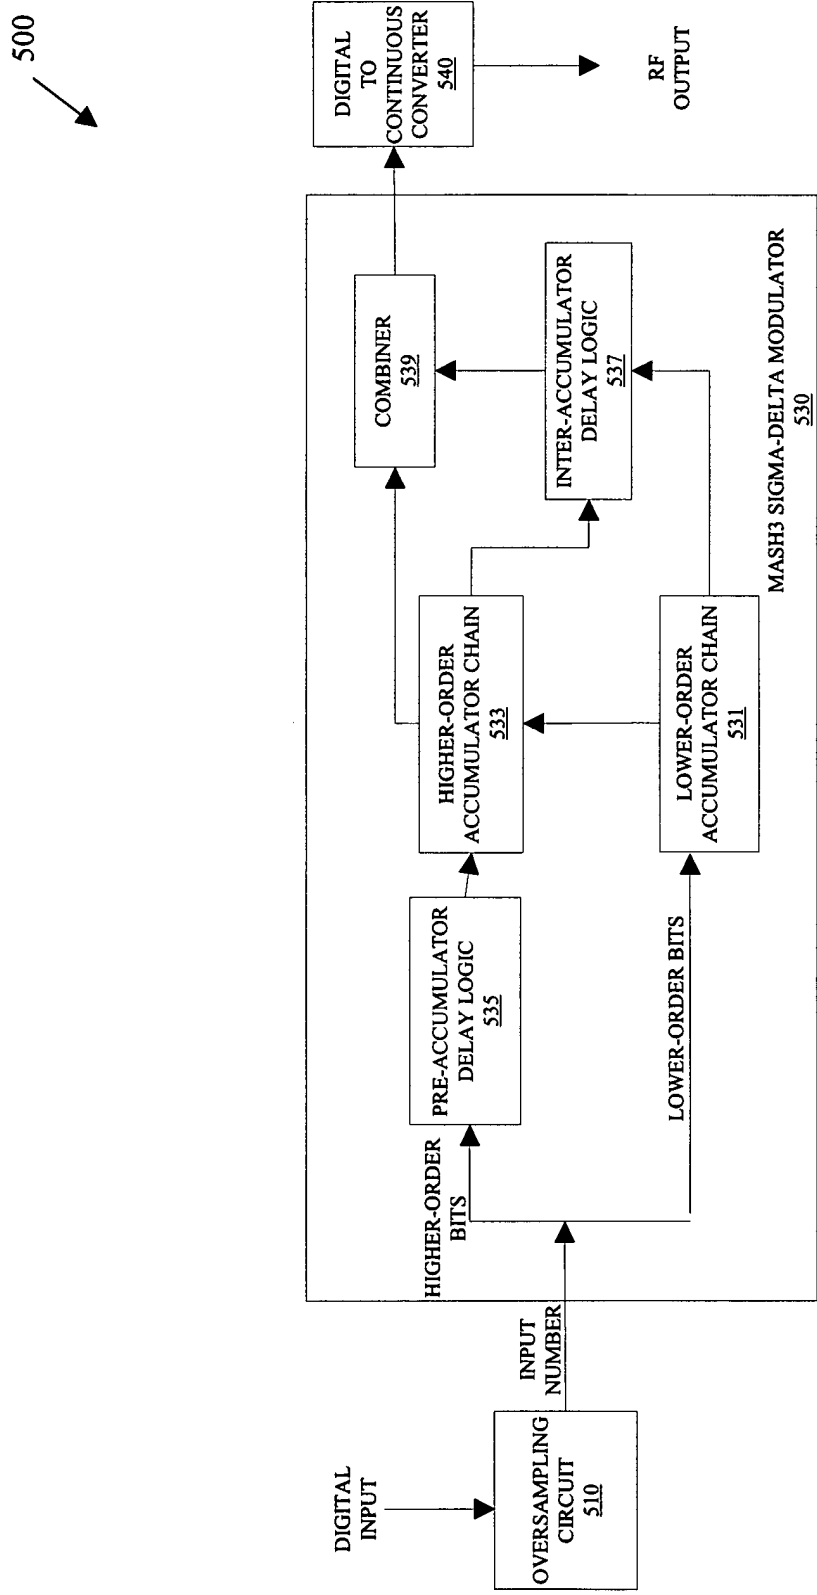 500
DIGITAL
INPUT
OVERSAMPLING
CIRCUIT
510
INPUT
NUMBER
HIGHER-ORDER
BITS
LOWER-ORDER BITS
PRE-ACCUMULATOR
DELAY LOGIC
535
HIGHER-ORDER
ACCUMULATOR CHAIN
533
LOWER-ORDER
ACCUMULATOR CHAIN
531
COMBINER
539
INTER-ACCUMULATOR
DELAY LOGIC
537
MASH3 SIGMA-DELTA MODULATOR
530
DIGITAL
TO
CONTINUOUS
CONVERTER
540
RF
OUTPUT